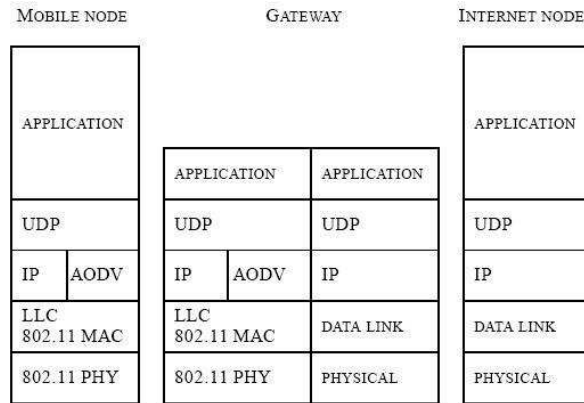 MOBILE NODE GATEWAY INTERNET NODE
APPLICATION APPLICATION
APPLICATION APPLICATION
UDP UDP UDP UDP
IP AODV IP AODV IP IP
LLC LLC
802.11 MAC 802.11 MAC DATA LINK DATA LINK
802.11 PHY 802.11 PHY PHYSICAL PHYSICAL